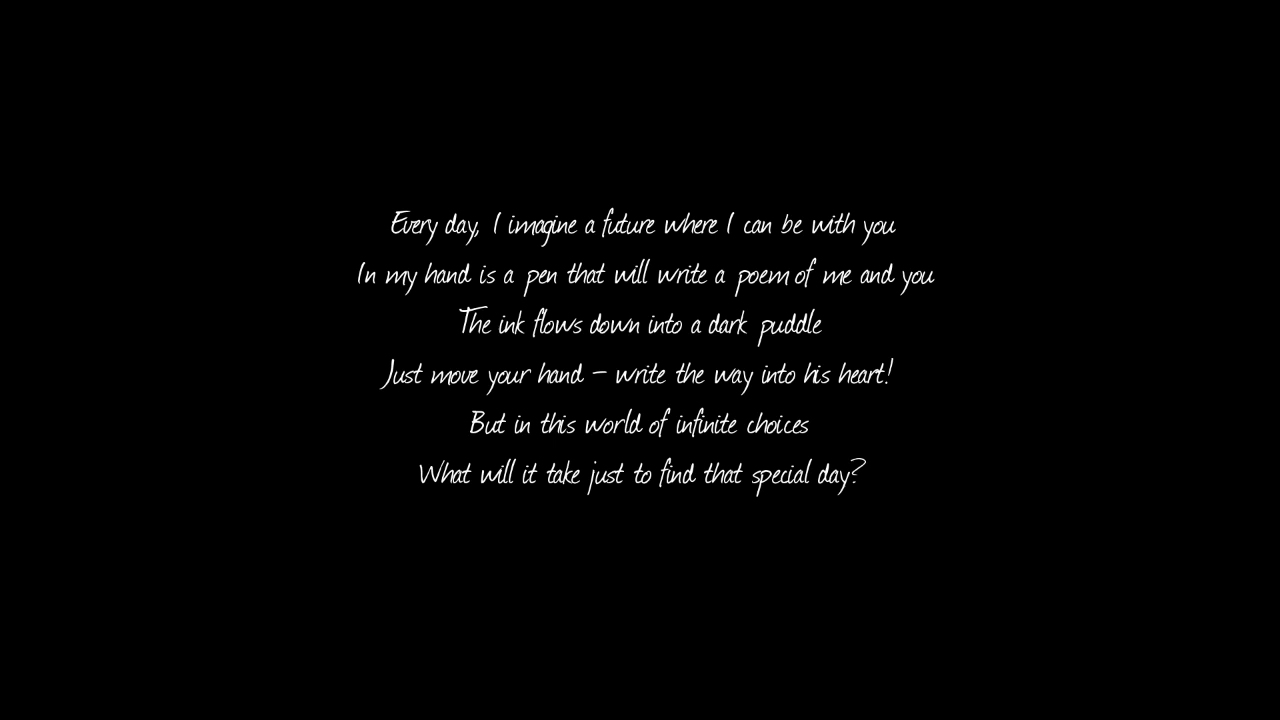 Every day, I imagine a future where I can be with you
In my hand is a pen that will write a poem of me and you
The ink flows down into a dark puddle
Just move your hand – write the way into his heart!
But in this world of infinite choices
What will it take just to find that special day?